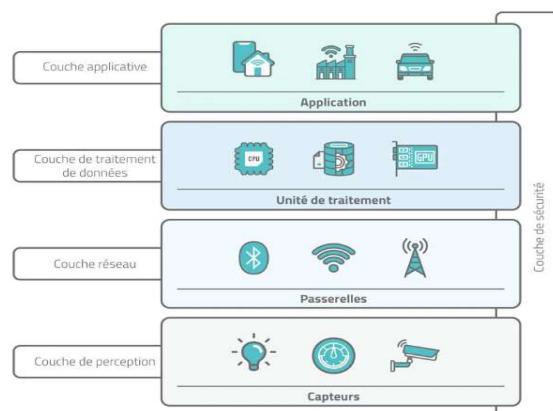 Couche applicative
Application
Couche de traitement
de données
CPU
GPU
Unité de traitement
Couche réseau
Passerelles
Couche de perception
Capteurs
Couche de sécurité